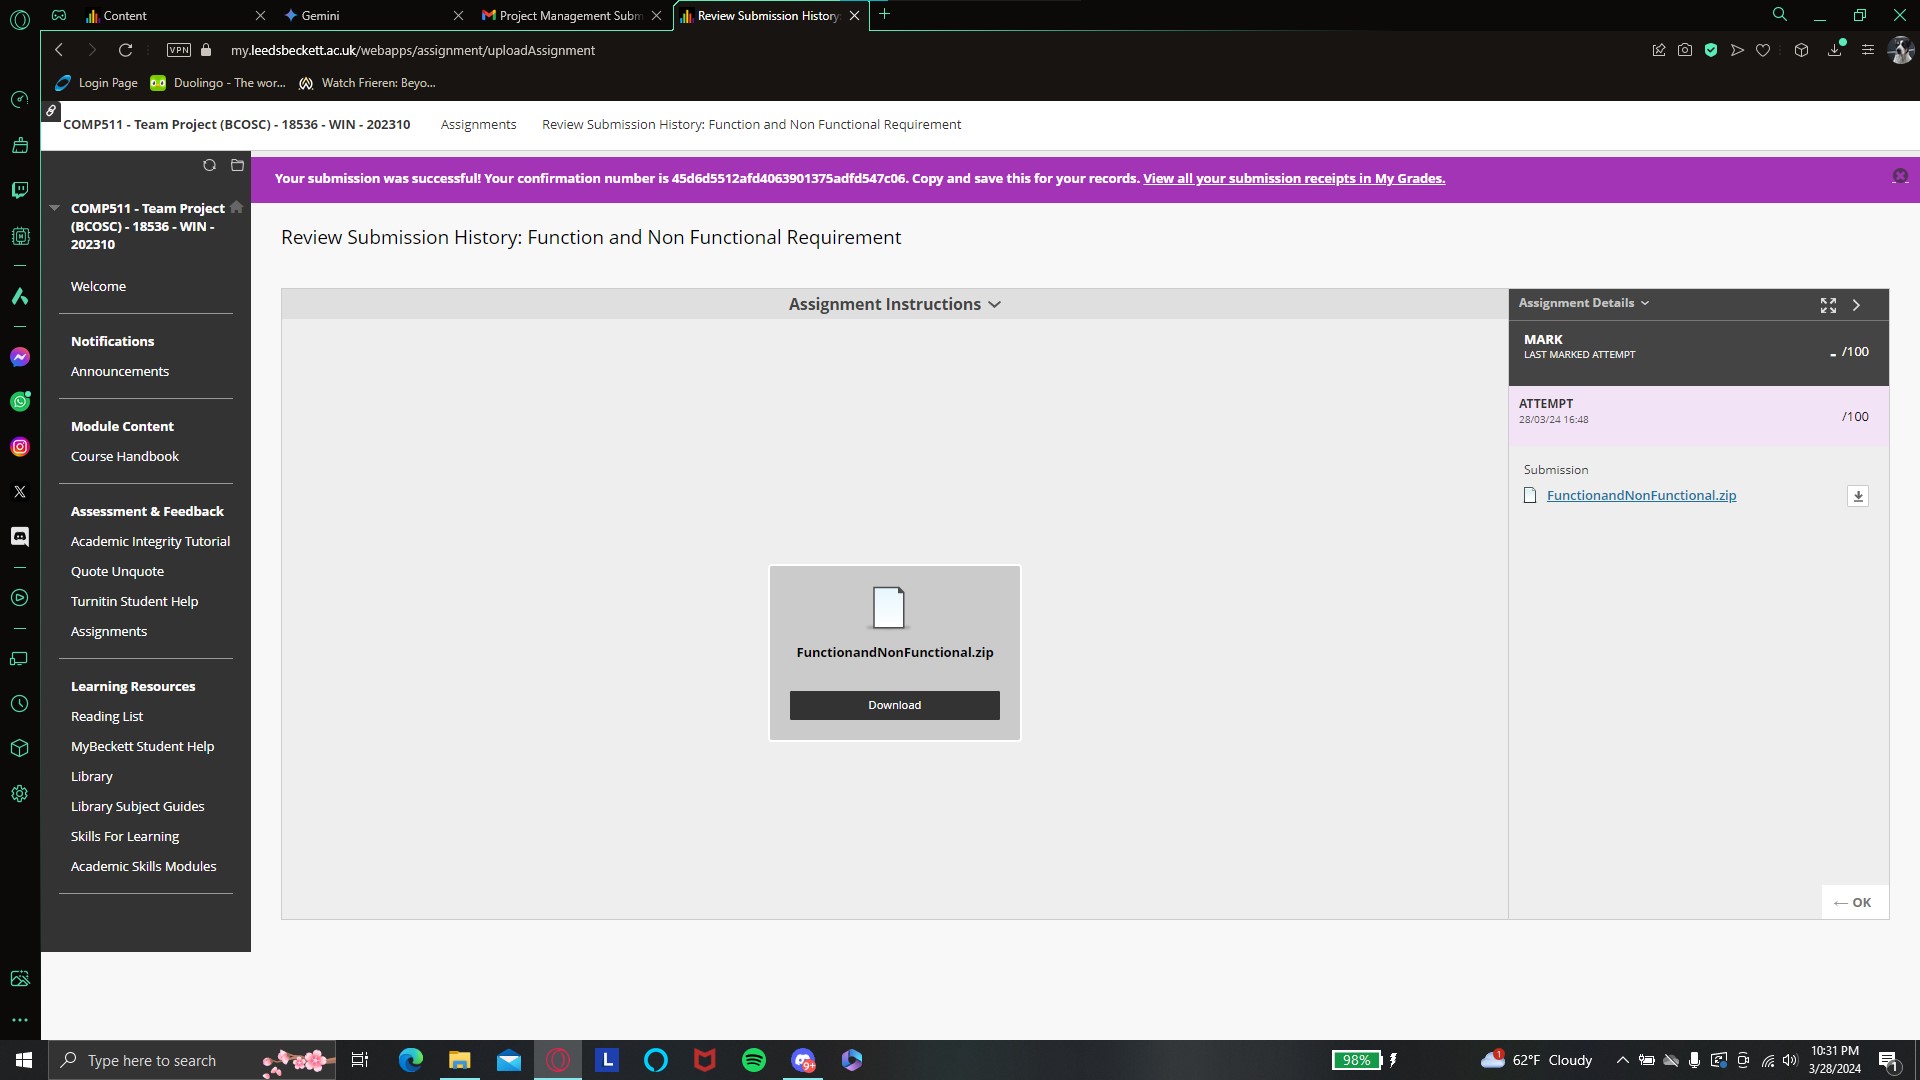 Content
Gemini
Project Management Subm
Review Submission History:
VPN
my.leedsbeckett.ac.uk/webapps/assignment/uploadAssignment
Login Page
Duolingo - The wor...
Watch Frieren: Beyo...
COMP511 - Team Project (BCOSC) - 18536 - WIN - 202310
Assignments
Review Submission History: Function and Non Functional Requirement
Your submission was successful! Your confirmation number is 45d6d5512afd4063901375adfd547c06. Copy and save this for your records. View all your submission receipts in My Grades.
COMP511 - Team Project
(BCOSC) - 18536 - WIN -
202310
Welcome
Notifications
Announcements
Module Content
Course Handbook
Assessment & Feedback
Academic Integrity Tutorial
Quote Unquote
Turnitin Student Help
Assignments
Learning Resources
Reading List
MyBeckett Student Help
Library
Library Subject Guides
Skills For Learning
Academic Skills Modules
Review Submission History: Function and Non Functional Requirement
Assignment Instructions
FunctionandNonFunctional.zip
Download
Assignment Details
MARK
LAST MARKED ATTEMPT
- /100
ATTEMPT
28/03/24 16:48
/100
Submission
FunctionandNonFunctional.zip
OK
Type here to search
L
9+
98%
1
62°F Cloudy
10:31 PM
3/28/2024
1